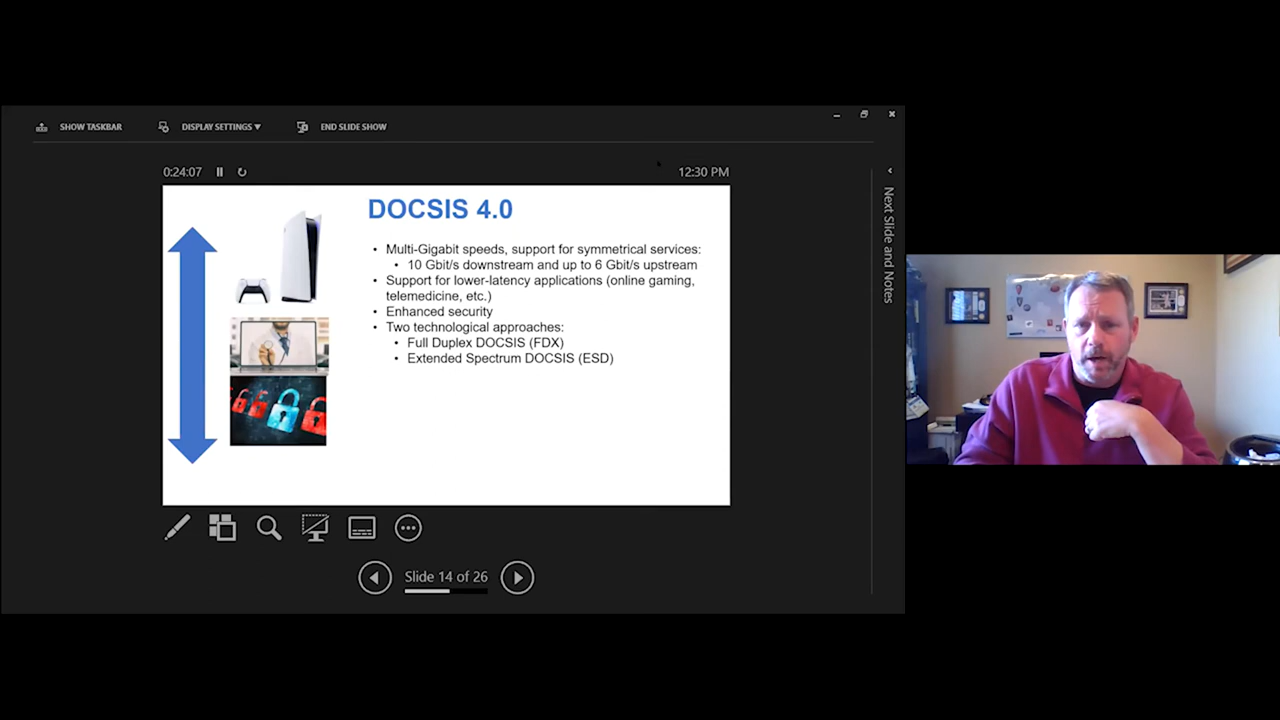 SHOW TASKBAR
DISPLAY SETTINGS
END SLIDE SHOW
0:24:07
12:30 PM
DOCSIS 4.0
• Multi-Gigabit speeds, support for symmetrical services:
• 10 Gbit/s downstream and up to 6 Gbit/s upstream
• Support for lower-latency applications (online gaming,
telemedicine, etc.)
• Enhanced security
• Two technological approaches:
• Full Duplex DOCSIS (FDX)
• Extended Spectrum DOCSIS (ESD)
Next Slide and Notes
Slide 14 of 26